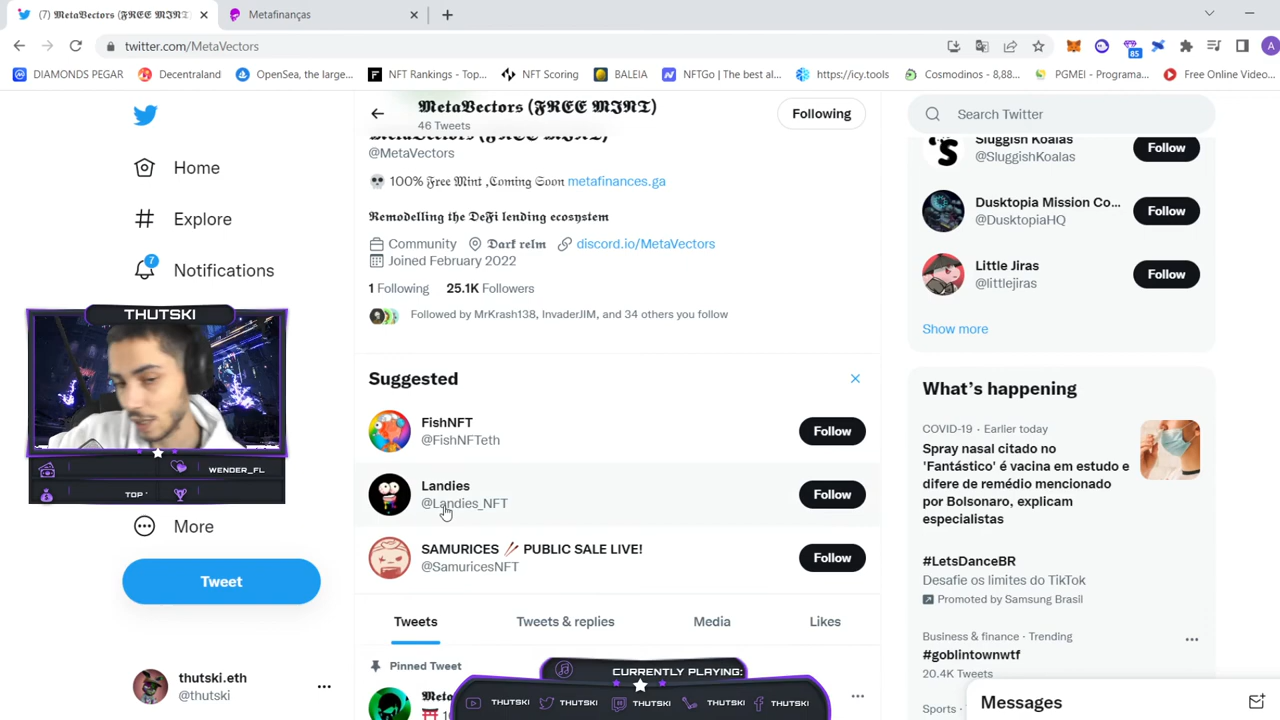 (7) 𝕸𝖊𝖙𝖆𝖁𝖊𝖈𝖙𝖔𝖗𝖘 (𝕱𝕽𝕰𝕰 𝕸𝕴𝕹𝕿)
Metafinanças
twitter.com/MetaVectors
85
DIAMONDS PEGAR
Decentraland
OpenSea, the large...
NFT Rankings - Top...
NFT Scoring
BALEIA
NFTGo | The best al...
https://icy.tools
Cosmodinos - 8,88...
PGMEI - Programa...
Free Online Video...
Home
Explore
7
Notifications
THUTSKI
WENDER_FL
TOP
More
Tweet
thutski.eth
@thutski
𝕸𝖊𝖙𝖆𝖁𝖊𝖈𝖙𝖔𝖗𝖘 (𝕱𝕽𝕰𝕰 𝕸𝕴𝕹𝕿)
46 Tweets
Following
𝕸𝖊𝖙𝖆𝖁𝖊𝖈𝖙𝖔𝖗𝖘 (𝕱𝕽𝕰𝕰 𝕸𝕴𝕹𝕿)
@MetaVectors
💀 100% 𝔉𝔯𝔢𝔢 𝔐𝔦𝔫𝔱 ,ℭ𝔬𝔪𝔦𝔫𝔤 𝔖𝔬𝔬𝔫 metafinances.ga
𝕽𝖊𝖒𝖔𝖉𝖊𝖑𝖑𝖎𝖓𝖌 𝖙𝖍𝖊 𝕯𝖊𝕱𝖎 𝖑𝖊𝖓𝖉𝖎𝖓𝖌 𝖊𝖈𝖔𝖘𝖞𝖘𝖙𝖊𝖒
Community 𝔇𝔞𝔯𝔨 𝔯𝔢𝔩𝔪 discord.io/MetaVectors
Joined February 2022
1 Following 25.1K Followers
Followed by MrKrash138, InvaderJIM, and 34 others you follow
Suggested
FishNFT
@FishNFTeth
Follow
Landies
@Landies_NFT
Follow
SAMURICES 🥢 PUBLIC SALE LIVE!
@SamuricesNFT
Follow
Tweets
Tweets & replies
Media
Likes
Pinned Tweet
CURRENTLY PLAYING:
THUTSKI
THUTSKI
THUTSKI
THUTSKI
THUTSKI
Search Twitter
Sluggish Koalas
@SluggishKoalas
Follow
Dusktopia Mission Co...
@DusktopiaHQ
Follow
Little Jiras
@littlejiras
Follow
Show more
What's happening
COVID-19 · Earlier today
Spray nasal citado no
'Fantástico' é vacina em estudo e
difere de remédio mencionado
por Bolsonaro, explicam
especialistas
#LetsDanceBR
Desafie os limites do TikTok
Promoted by Samsung Brasil
Business & finance · Trending
#goblintownwtf
20.4K Tweets
Sports ·
Messages